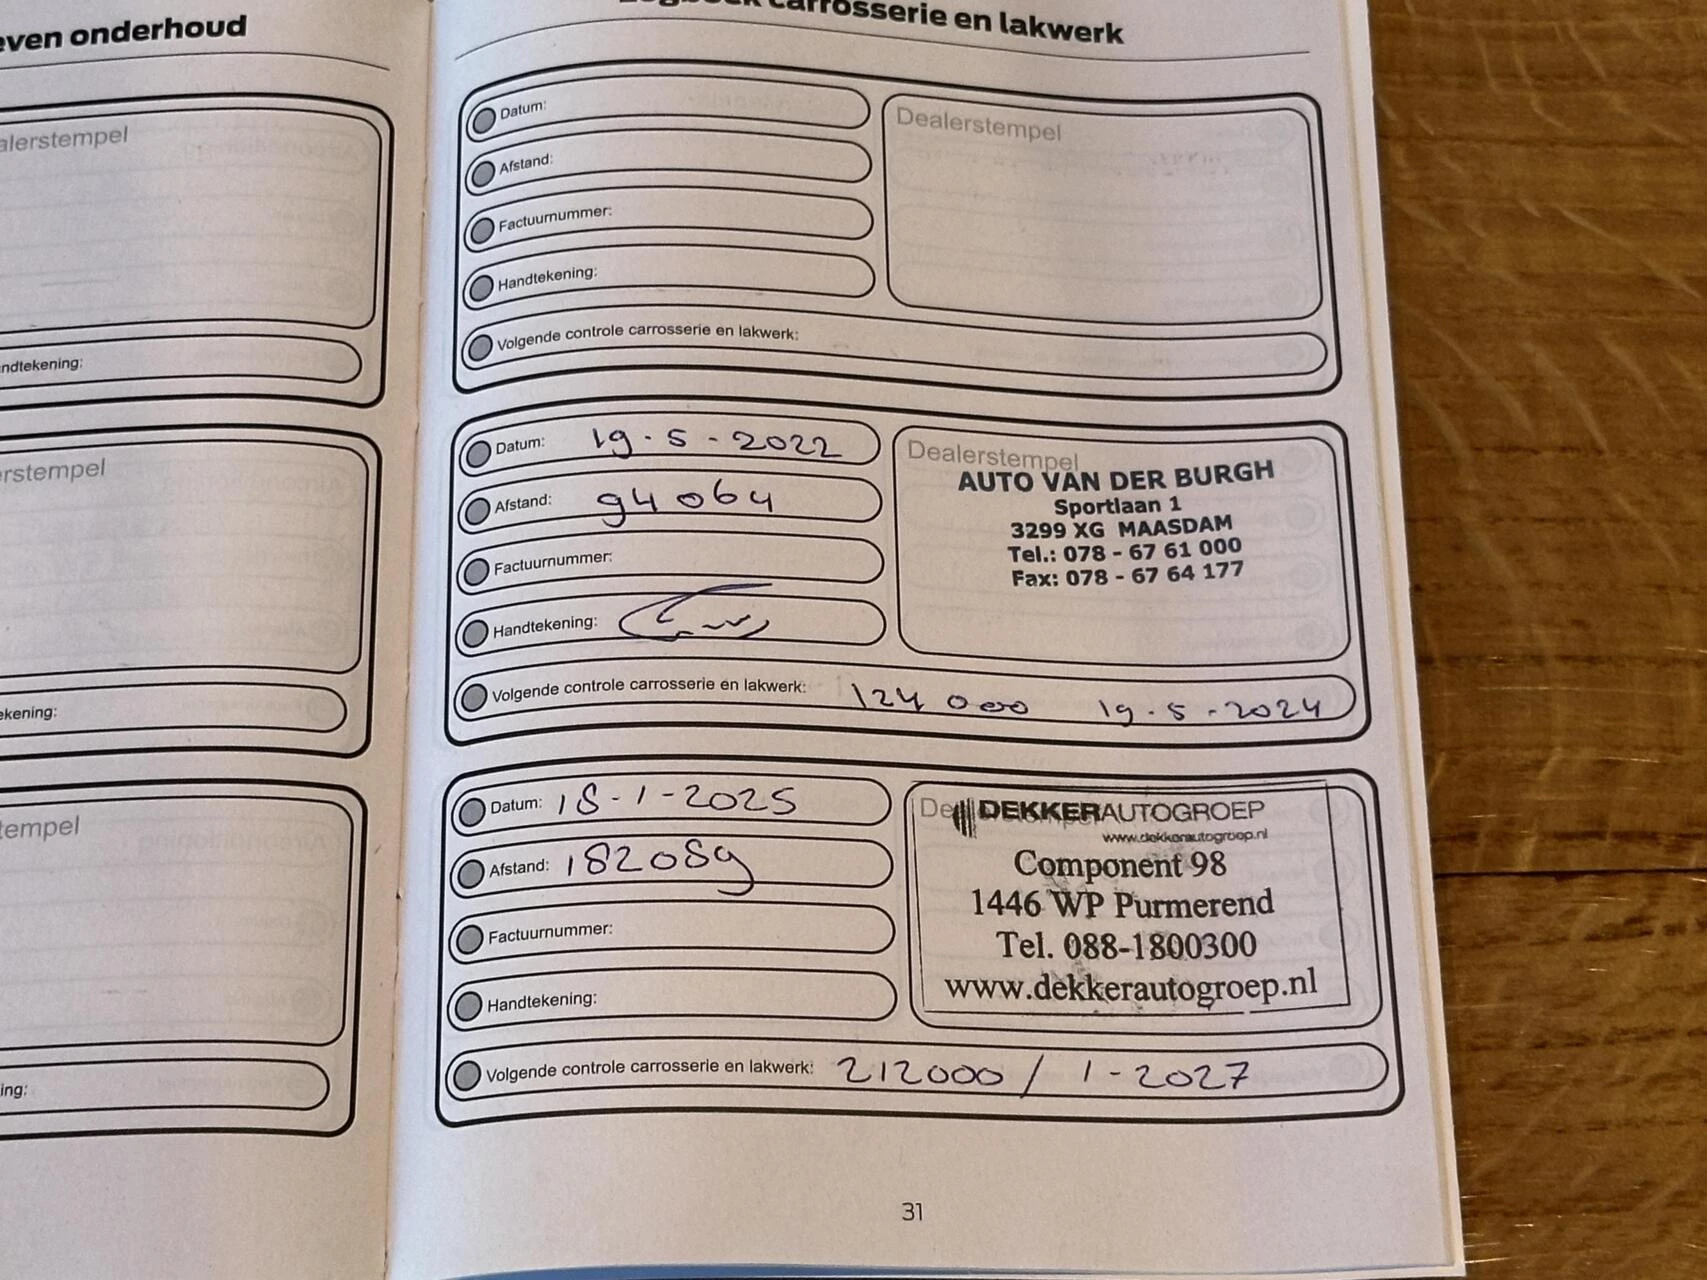 even onderhoud
alerstempel
ndtekening:
rstempel
ekening:
tempel
ing:
carrosserie en lakwerk
Datum:
Afstand:
Factuurnummer:
Handtekening:
Volgende controle carrosserie en lakwerk:
Dealerstempel
Datum: 19-5-2022
Afstand: 94064
Factuurnummer:
Handtekening:
Volgende controle carrosserie en lakwerk: 124 000 19-5-2024
Dealerstempel
AUTO VAN DER BURGH
Sportlaan 1
3299 XG MAASDAM
Tel.: 078 - 67 61 000
Fax: 078 - 67 64 177
Datum: 18-1-2025
Afstand: 182089
Factuurnummer:
Handtekening:
Volgende controle carrosserie en lakwerk: 212000 / 1-2027
DEKKERAUTOGROEP
www.dekkerautogroep.nl
Component 98
1446 WP Purmerend
Tel. 088-1800300
www.dekkerautogroep.nl
31